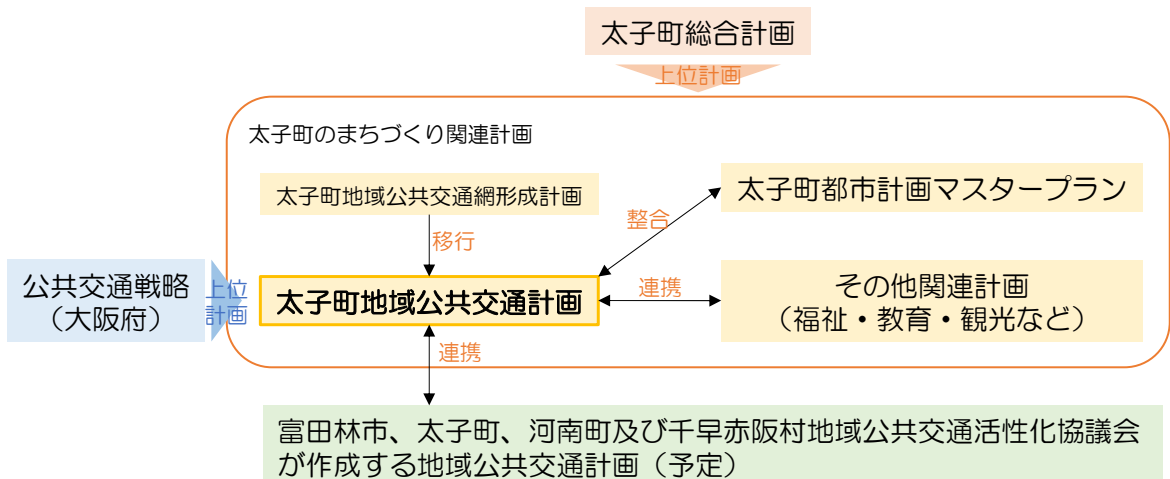 太子町総合計画
上位計画
太子町のまちづくり関連計画
太子町地域公共交通網形成計画
太子町都市計画マスタープラン
整合
移行
公共交通戦略
（大阪府）
上位
計画
太子町地域公共交通計画
連携
その他関連計画
（福祉・教育・観光など）
連携
富田林市、太子町、河南町及び千早赤阪村地域公共交通活性化協議会
が作成する地域公共交通計画（予定）